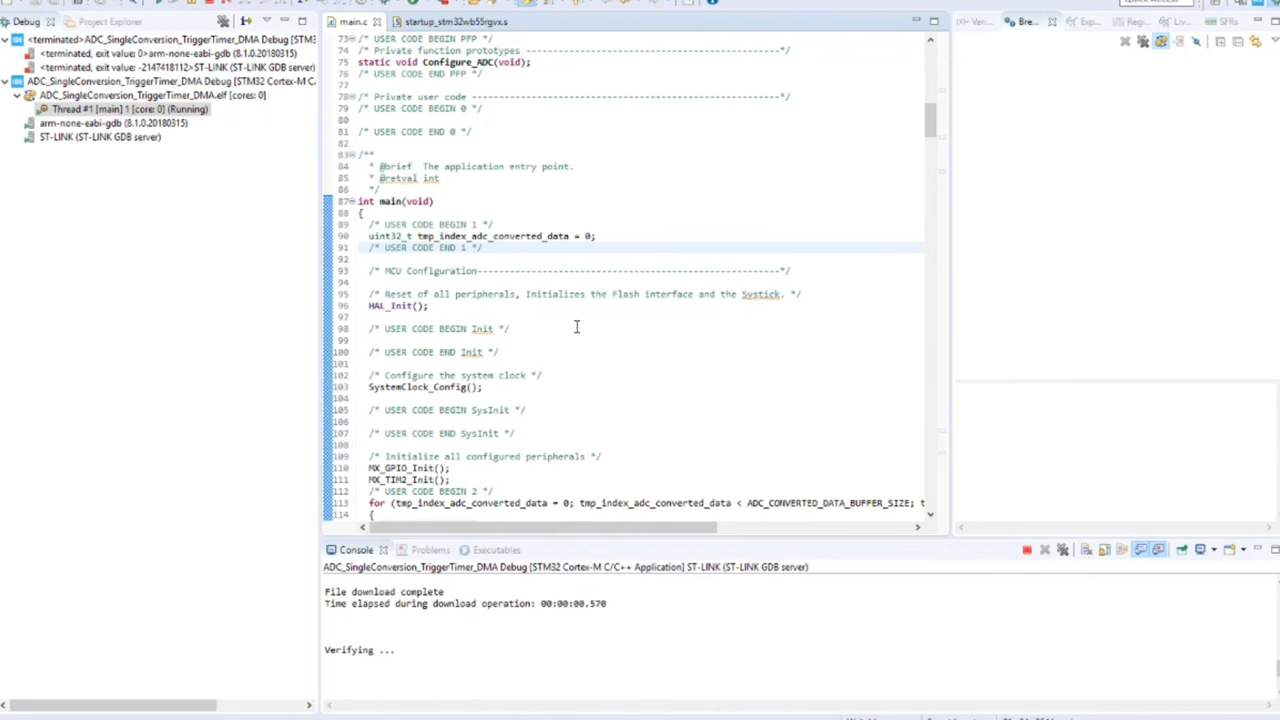 Debug
Project Explorer
<terminated>ADC_SingleConversion_TriggerTimer_DMA Debug [STM3
<terminated, exit value: 0>arm-none-eabi-gdb (8.1.0.20180315)
<terminated, exit value: -2147418112>ST-LINK (ST-LINK GDB server)
ADC_SingleConversion_TriggerTimer_DMA Debug [STM32 Cortex-M C/
ADC_SingleConversion_TriggerTimer_DMA.elf [cores: 0]
Thread #1 [main] 1 [core: 0] (Running)
arm-none-eabi-gdb (8.1.0.20180315)
ST-LINK (ST-LINK GDB server)
main.c
startup_stm32wb55rgvx.s
73 /* USER CODE BEGIN PFP */
74 /* Private function prototypes -----------------------------------------------*/
75 static void Configure_ADC(void);
76 /* USER CODE END PFP */
77
78 /* Private user code ---------------------------------------------------------*/
79 /* USER CODE BEGIN 0 */
80
81 /* USER CODE END 0 */
82
83 /**
84 * @brief The application entry point.
85 * @retval int
86 */
87 int main(void)
88 {
89 /* USER CODE BEGIN 1 */
90 uint32_t tmp_index_adc_converted_data = 0;
91 /* USER CODE END 1 */
92
93 /* MCU Configuration--------------------------------------------------------*/
94
95 /* Reset of all peripherals, Initializes the Flash interface and the Systick. */
96 HAL_Init();
97
98 /* USER CODE BEGIN Init */
99
100 /* USER CODE END Init */
101
102 /* Configure the system clock */
103 SystemClock_Config();
104
105 /* USER CODE BEGIN SysInit */
106
107 /* USER CODE END SysInit */
108
109 /* Initialize all configured peripherals */
110 MX_GPIO_Init();
111 MX_TIM2_Init();
112 /* USER CODE BEGIN 2 */
113 for (tmp_index_adc_converted_data = 0; tmp_index_adc_converted_data < ADC_CONVERTED_DATA_BUFFER_SIZE; t
114 {
Vari...
Bre...
Exp...
Regi...
Liv...
SFRs
Console
Problems
Executables
ADC_SingleConversion_TriggerTimer_DMA Debug [STM32 Cortex-M C/C++ Application] ST-LINK (ST-LINK GDB server)
File download complete
Time elapsed during download operation: 00:00:00.570
Verifying ...